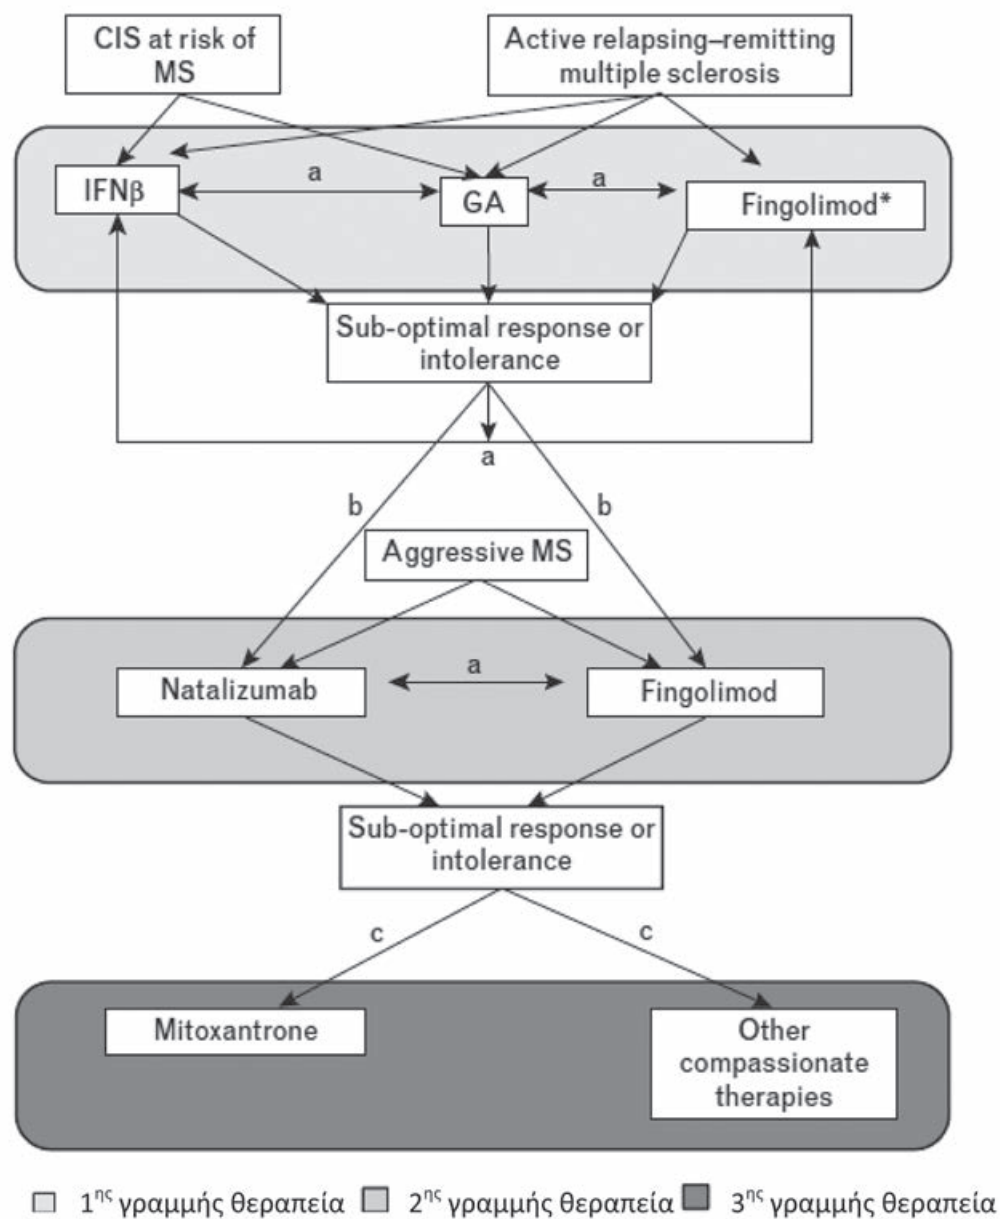 CIS at risk of
MS
Active relapsing–remitting
multiple sclerosis
a
a
IFNβ
GA
Fingolimod*
Sub-optimal response or
intolerance
a
b
b
Aggressive MS
a
Natalizumab
Fingolimod
Sub-optimal response or
intolerance
c
c
Mitoxantrone
Other
compassionate
therapies
1ης γραμμής θεραπεία 2ης γραμμής θεραπεία 3ης γραμμής θεραπεία